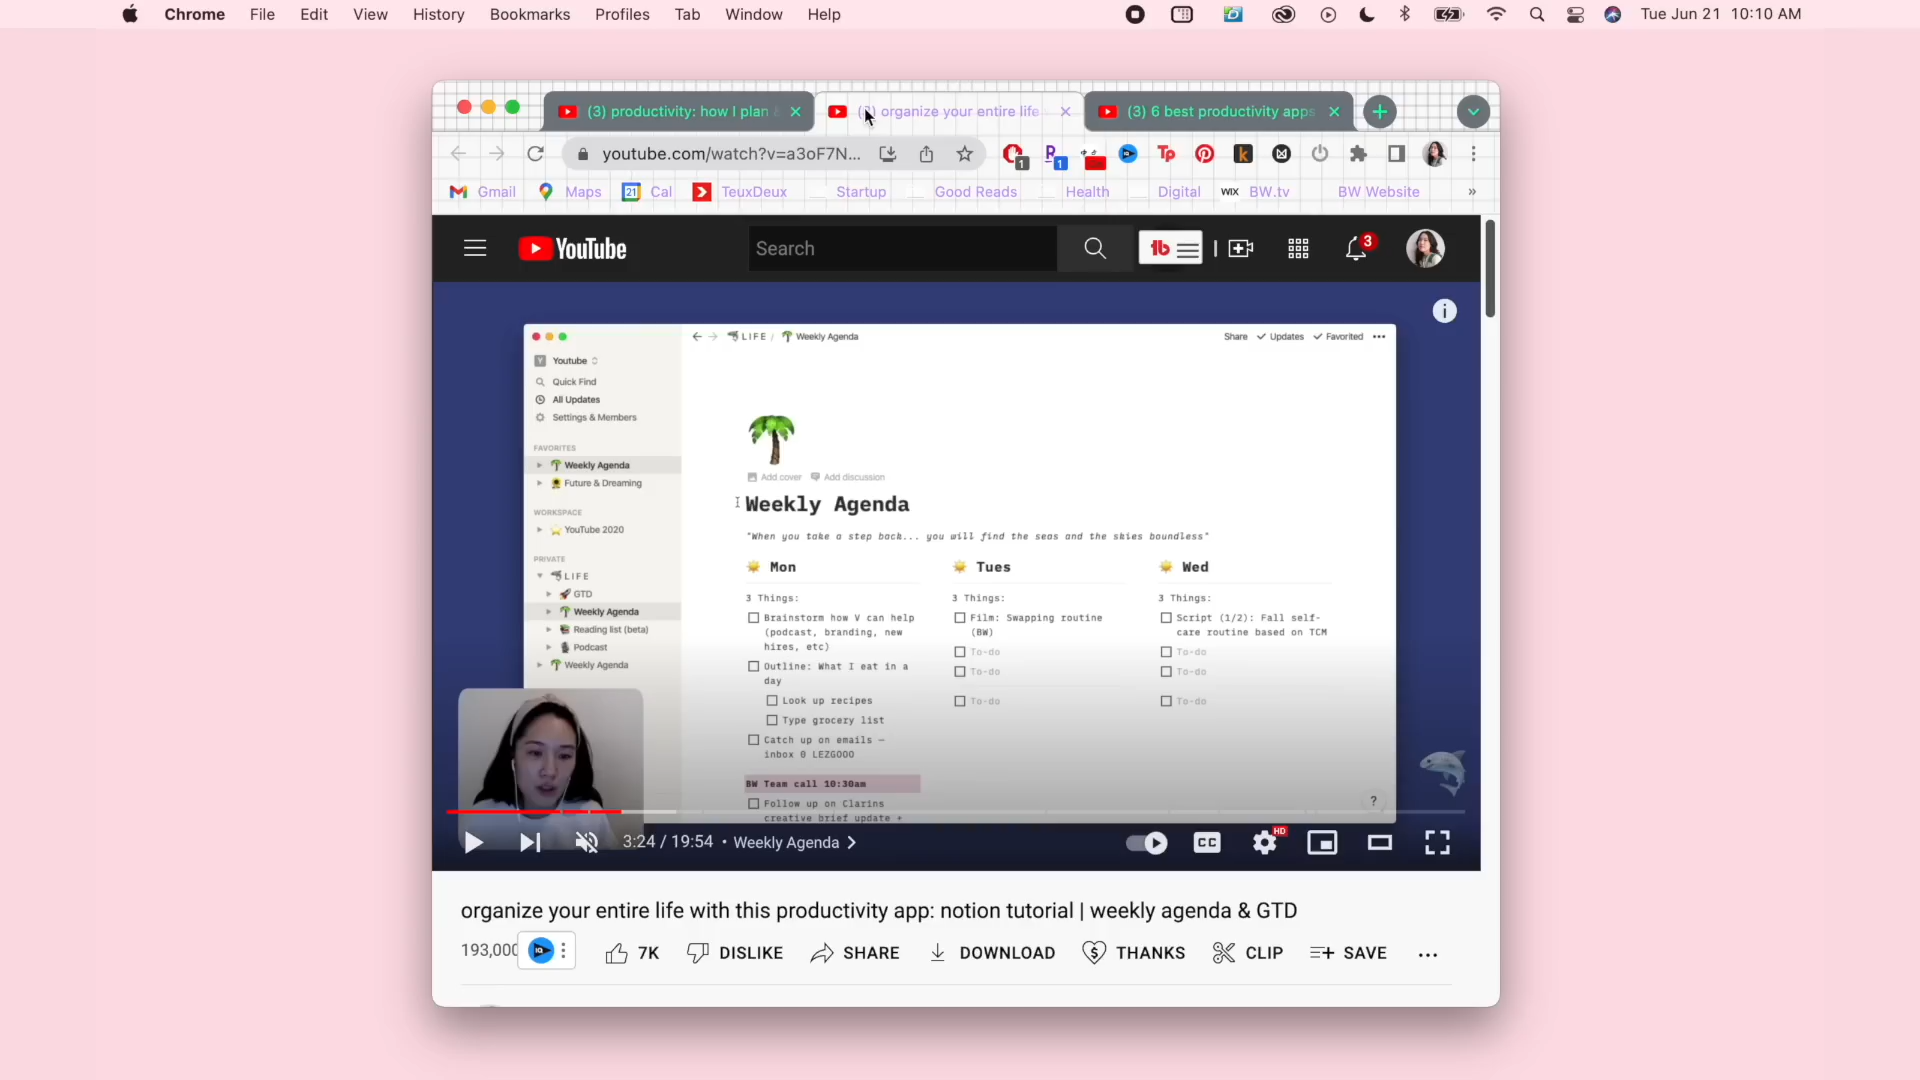 Chrome File Edit View History Bookmarks Profiles Tab Window Help
Tue Jun 21 10:10 AM
(3) productivity: how I plan
organize your entire life
(3) 6 best productivity apps
youtube.com/watch?v=a3oF7N...
1
1
Tp
k
Gmail Maps 21 Cal TeuxDeux Startup Good Reads Health Digital WIX BW.tv BW Website »
YouTube
Search
3
LIFE / Weekly Agenda
Share Updates Favorited
Y Youtube
Quick Find
All Updates
Settings & Members
FAVORITES
Weekly Agenda
Future & Dreaming
WORKSPACE
YouTube 2020
PRIVATE
LIFE
GTD
Weekly Agenda
Reading list (beta)
Podcast
Weekly Agenda
Add cover Add discussion
Weekly Agenda
"When you take a step back... you will find the seas and the skies boundless"
Mon
3 Things:
Brainstorm how V can help
(podcast, branding, new
hires, etc)
Outline: What I eat in a
day
Look up recipes
Type grocery list
Catch up on emails —
inbox 0 LEZGOOO
BW Team call 10:30am
Follow up on Clarins
creative brief update +
Tues
3 Things:
Film: Swapping routine
(BW)
To-do
To-do
To-do
Wed
3 Things:
Script (1/2): Fall self-
care routine based on TCM
To-do
To-do
To-do
?
3:24 / 19:54 • Weekly Agenda
CC
HD
organize your entire life with this productivity app: notion tutorial | weekly agenda & GTD
193,000
IQ
7K DISLIKE SHARE DOWNLOAD THANKS CLIP SAVE ...